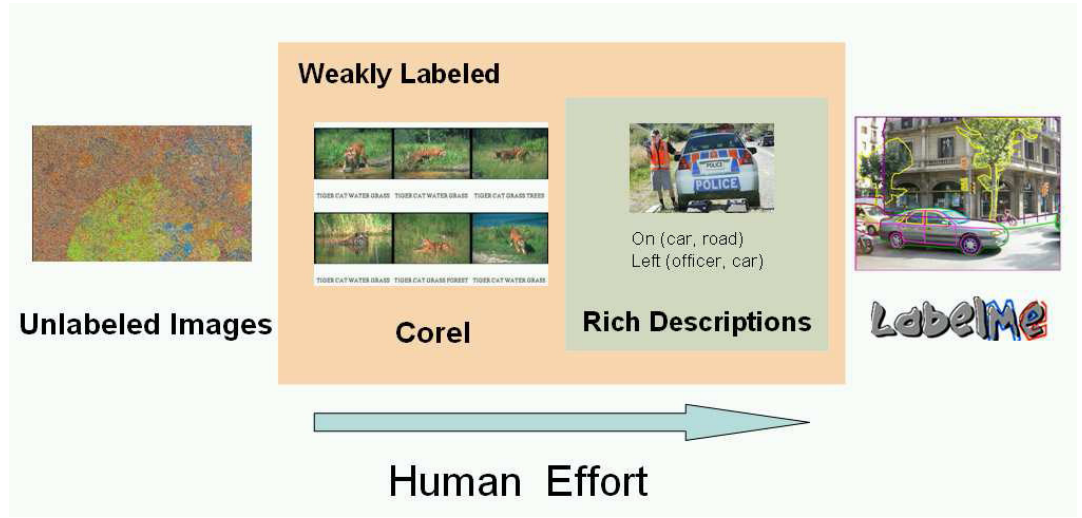 Weakly Labeled
TIGER CAT WATER GRASS TIGER CAT WATER GRASS TIGER CAT GRASS TREES
TIGER CAT WATER GRASS TIGER CAT GRASS FOREST TIGER CAT WATER GRASS
POLICE
POLICE
On (car, road)
Left (officer, car)
Unlabeled Images
Corel
Rich Descriptions
LabelMe
Human Effort